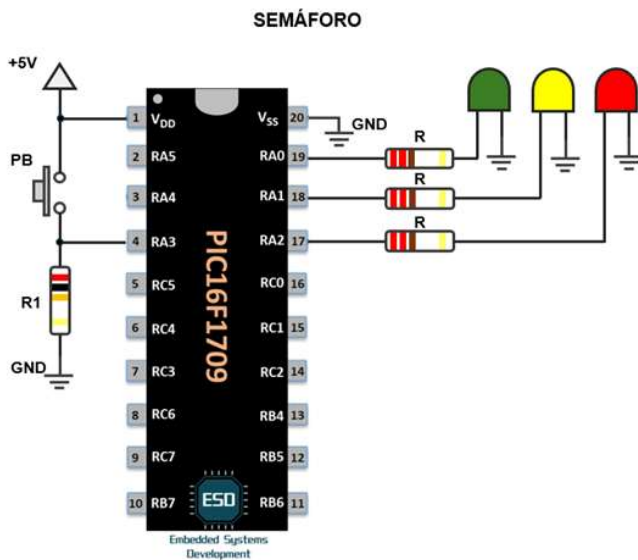 SEMÁFORO
+5V
PB
R1
GND
1 VDD
2 RA5
3 RA4
4 RA3
5 RC5
6 RC4
7 RC3
8 RC6
9 RC7
10 RB7
PIC16F1709
VSS 20
RA0 19
RA1 18
RA2 17
RC0 16
RC1 15
RC2 14
RB4 13
RB5 12
RB6 11
GND
R
R
R
ESD
Embedded Systems
Development